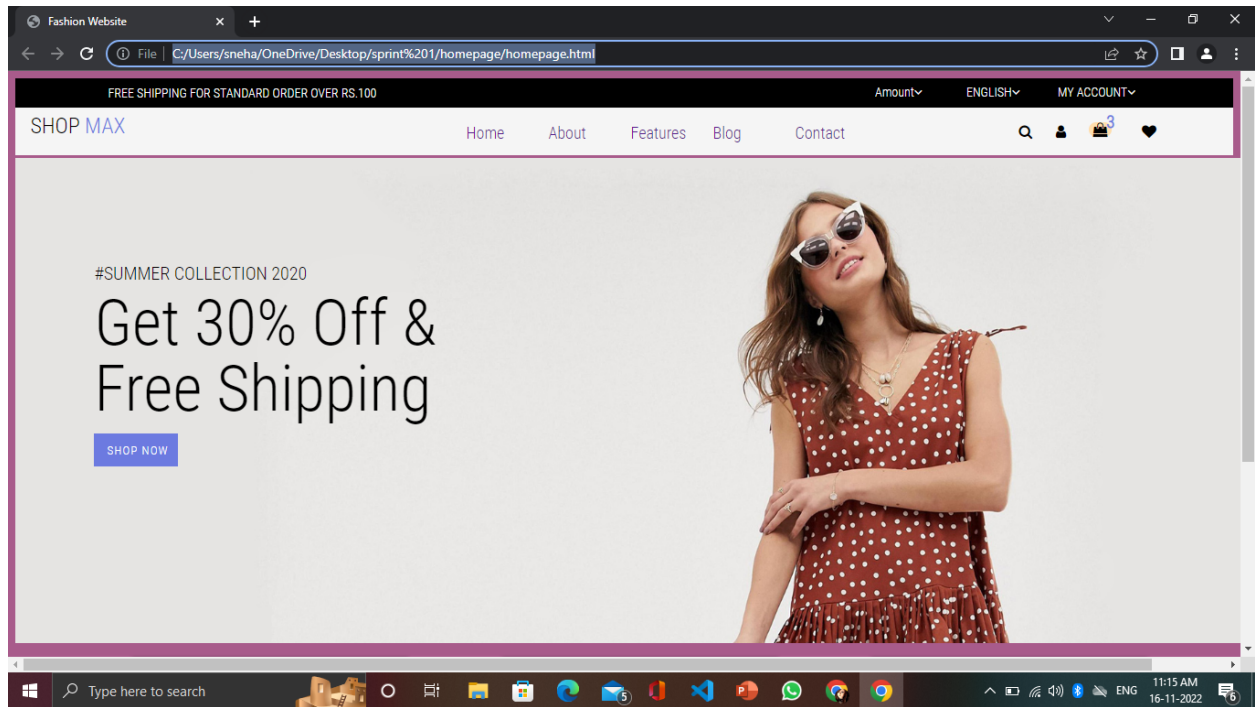 Fashion Website
File
C:/Users/sneha/OneDrive/Desktop/sprint%201/homepage/homepage.html
FREE SHIPPING FOR STANDARD ORDER OVER RS.100 Amount ENGLISH MY ACCOUNT
SHOP MAX Home About Features Blog Contact 3
#SUMMER COLLECTION 2020
Get 30% Off &
Free Shipping
SHOP NOW
Type here to search 5 ENG 11:15 AM
16-11-2022 6